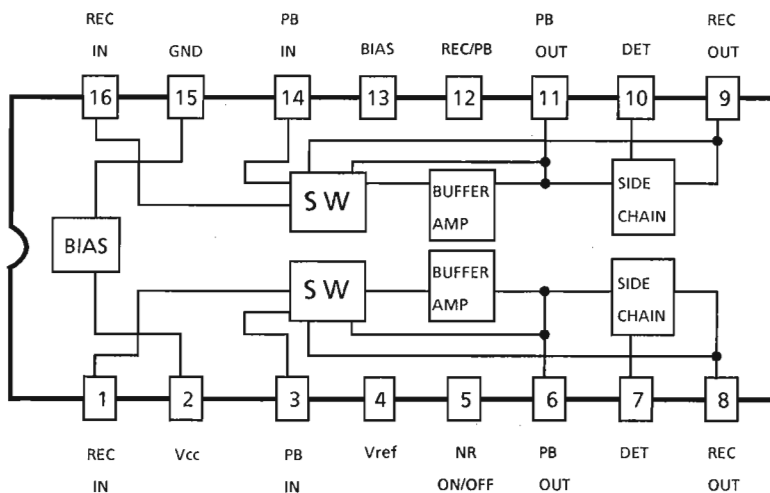 REC PB PB REC
IN GND IN BIAS REC/PB OUT DET OUT
16 15 14 13 12 11 10 9
S W BUFFER SIDE
AMP CHAIN
BIAS
S W BUFFER SIDE
AMP CHAIN
1 2 3 4 5 6 7 8
REC Vcc PB Vref NR PB DET REC
IN IN ON/OFF OUT OUT